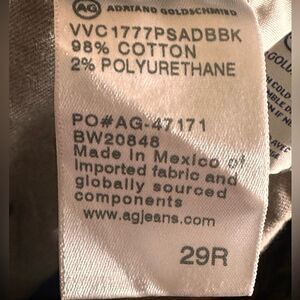 AG ADRIANO GOLDSCHMIED
VVC1777PSADBBK
98% COTTON
2% POLYURETHANE
PO#AG-47171
BW20848
Made in Mexico of
Imported fabric and
globally sourced
components
www.agjeans.com
29R